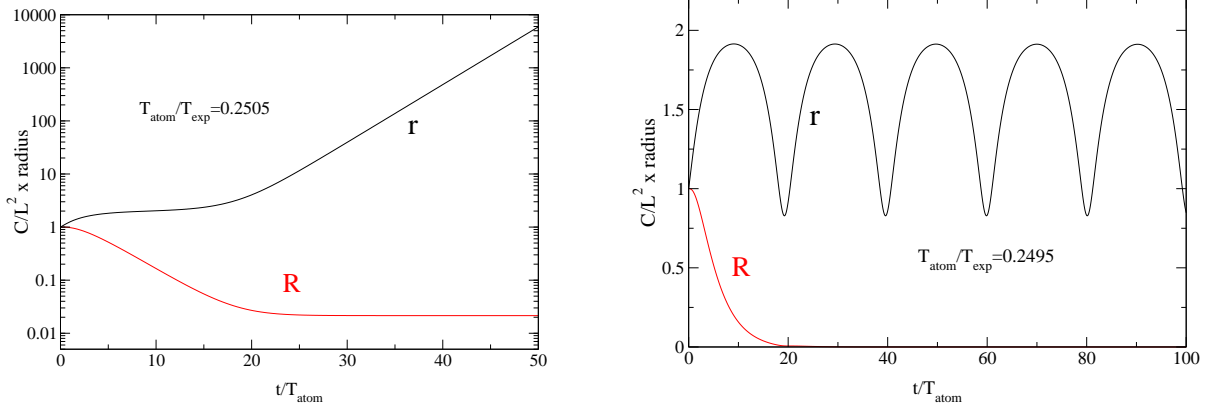 10000
1000
100
10
1
0.1
0.01
C/L² x radius
T_atom/T_exp=0.2505
r
R
0
10
20
30
40
50
t/T_atom
2
1.5
1
0.5
0
C/L² x radius
r
R
T_atom/T_exp=0.2495
0
20
40
60
80
100
t/T_atom